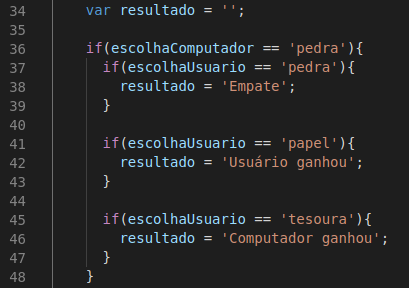 34 var resultado = '';
35
36 if(escolhaComputador == 'pedra'){
37 if(escolhaUsuario == 'pedra'){
38 resultado = 'Empate';
39 }
40
41 if(escolhaUsuario == 'papel'){
42 resultado = 'Usuário ganhou';
43 }
44
45 if(escolhaUsuario == 'tesoura'){
46 resultado = 'Computador ganhou';
47 }
48 }